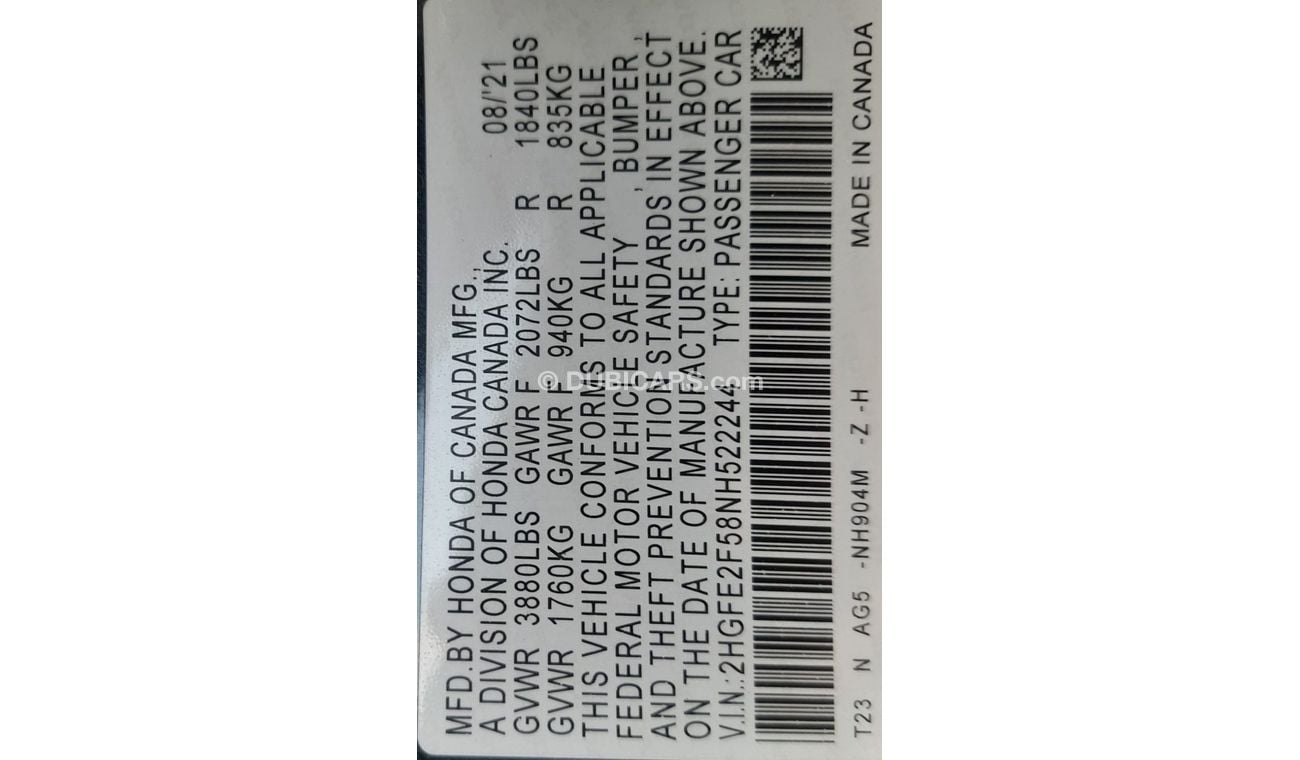 MFD.BY HONDA OF CANADA MFG.,
A DIVISION OF HONDA CANADA INC. 08/'21
GVWR 3880LBS GAWR F 2072LBS R 1840LBS
GVWR 1760KG GAWR F 940KG R 835KG
THIS VEHICLE CONFORMS TO ALL APPLICABLE
FEDERAL MOTOR VEHICLE SAFETY , BUMPER ,
AND THEFT PREVENTION STANDARDS IN EFFECT
ON THE DATE OF MANUFACTURE SHOWN ABOVE.
V.I.N.:2HGFE2F58NH522244 TYPE: PASSENGER CAR
T23 N AG5 -NH904M -Z -H MADE IN CANADA
© DUBICARS.com